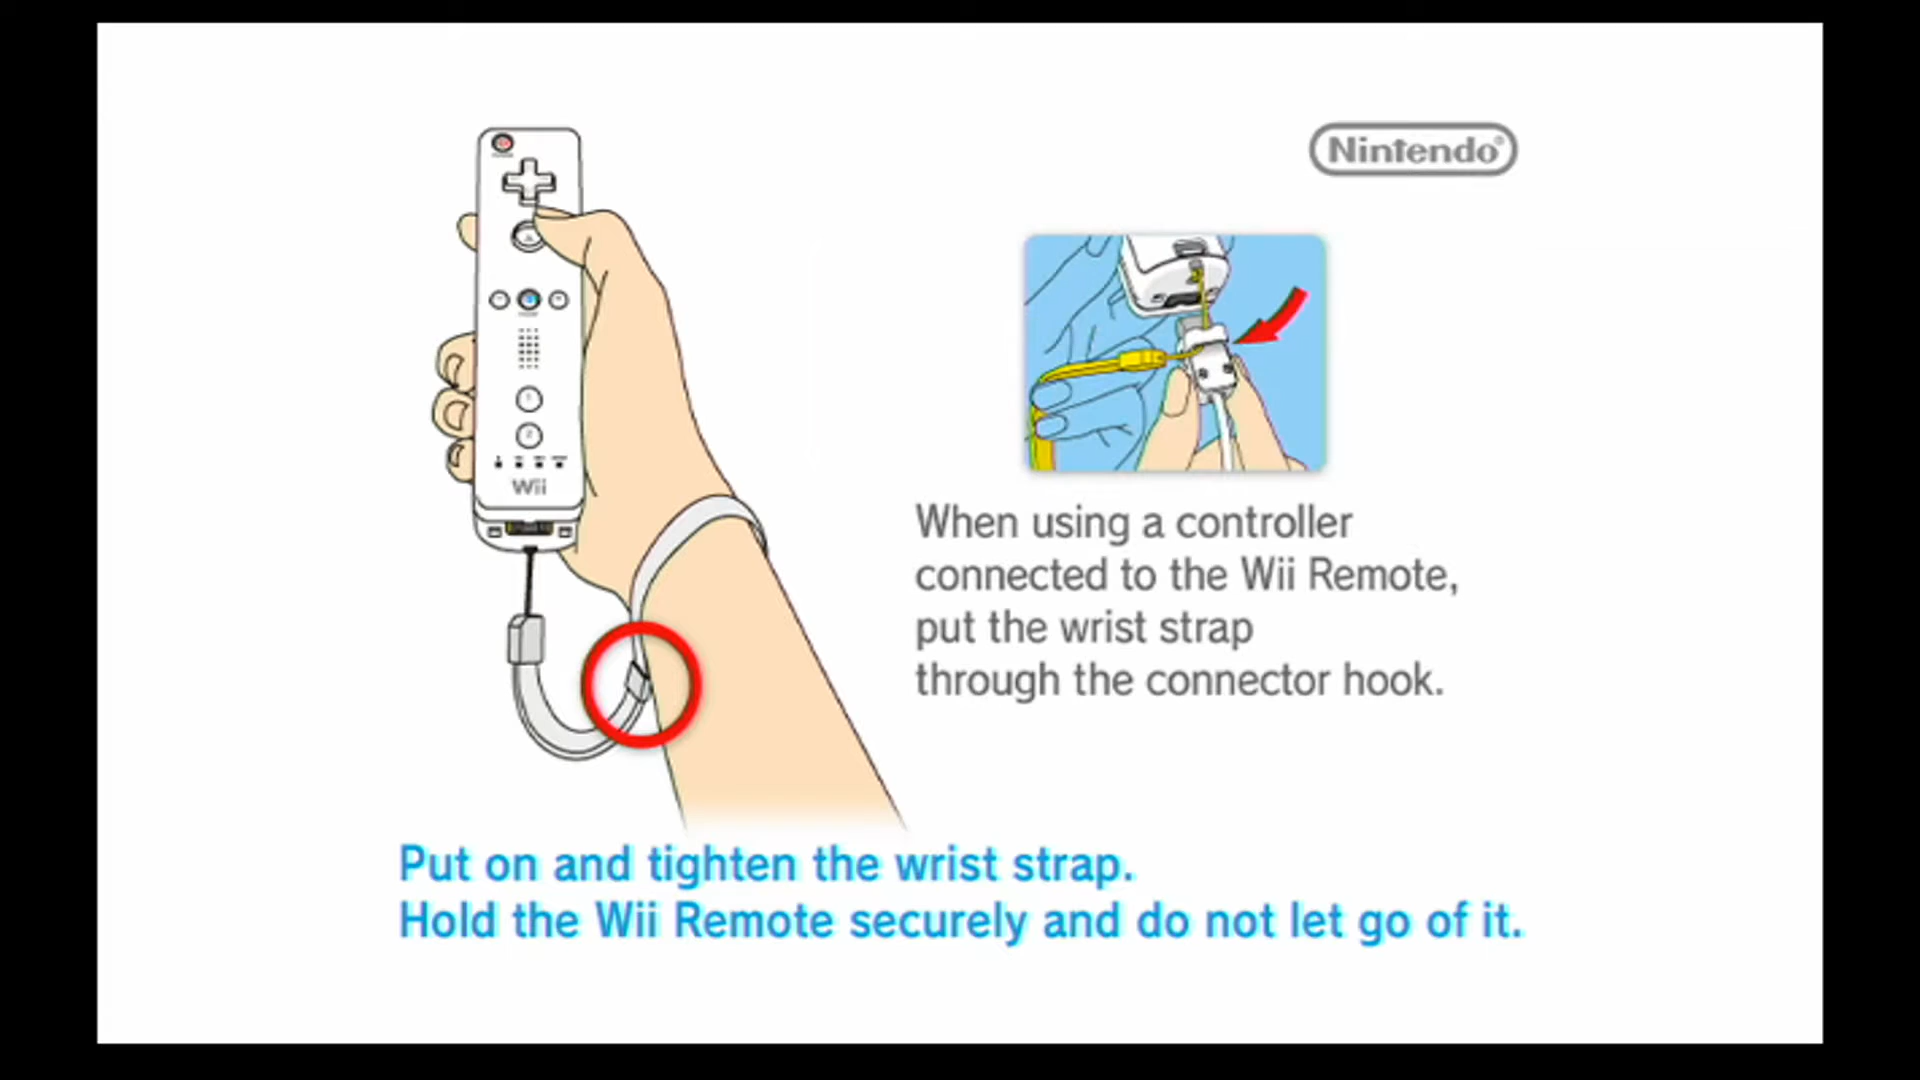 Nintendo®
Wii
When using a controller
connected to the Wii Remote,
put the wrist strap
through the connector hook.
Put on and tighten the wrist strap.
Hold the Wii Remote securely and do not let go of it.